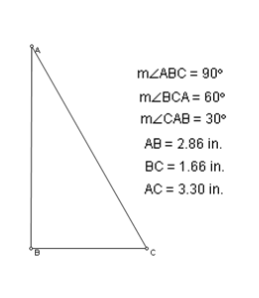 A
m∠ABC = 90°
m∠BCA = 60°
m∠CAB = 30°
AB = 2.86 in.
BC = 1.66 in.
AC = 3.30 in.
B
C